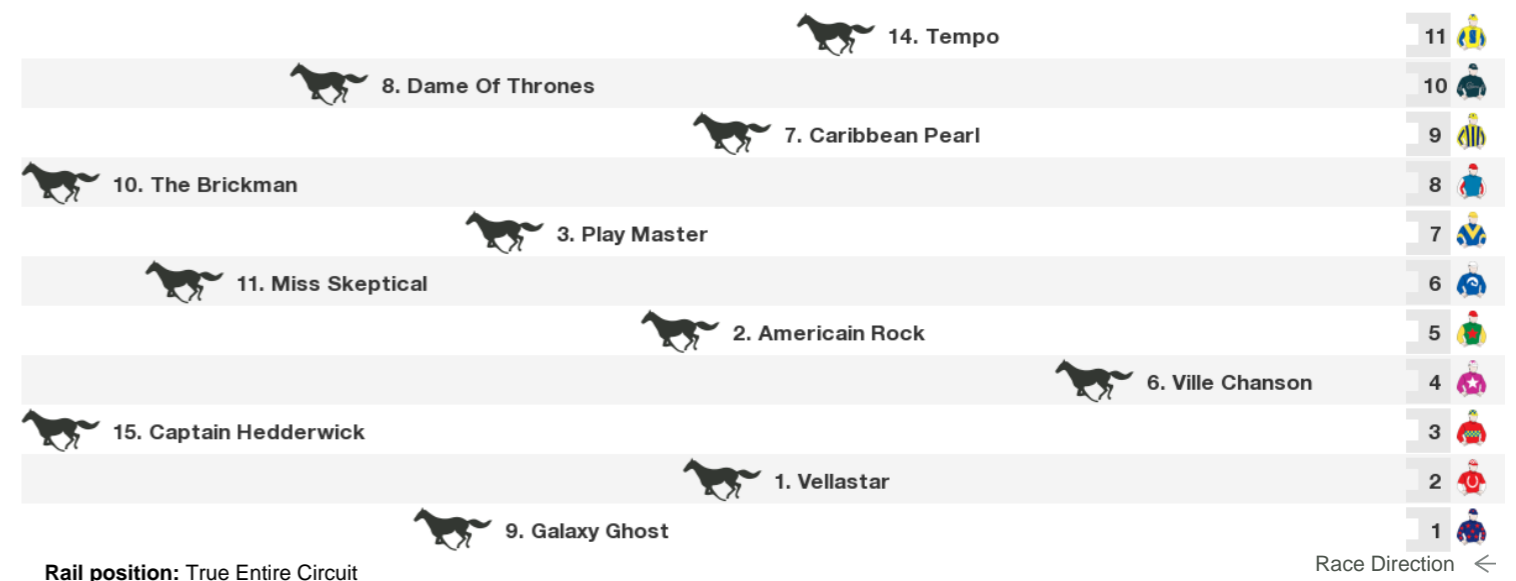 14. Tempo 11
8. Dame Of Thrones 10
7. Caribbean Pearl 9
10. The Brickman 8
3. Play Master 7
11. Miss Skeptical 6
2. Americain Rock 5
6. Ville Chanson 4
15. Captain Hedderwick 3
1. Vellastar 2
9. Galaxy Ghost 1
Rail position: True Entire Circuit
Race Direction ←